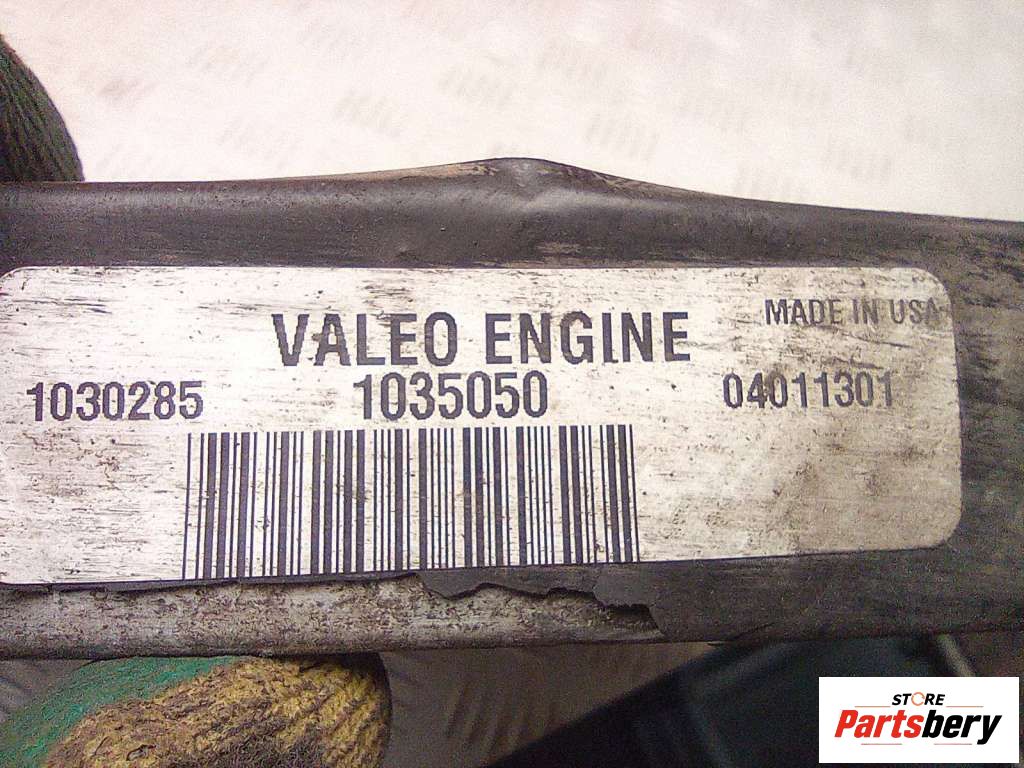 MADE IN USA
VALEO ENGINE
1030285 1035050 04011301
STORE
Partsbery